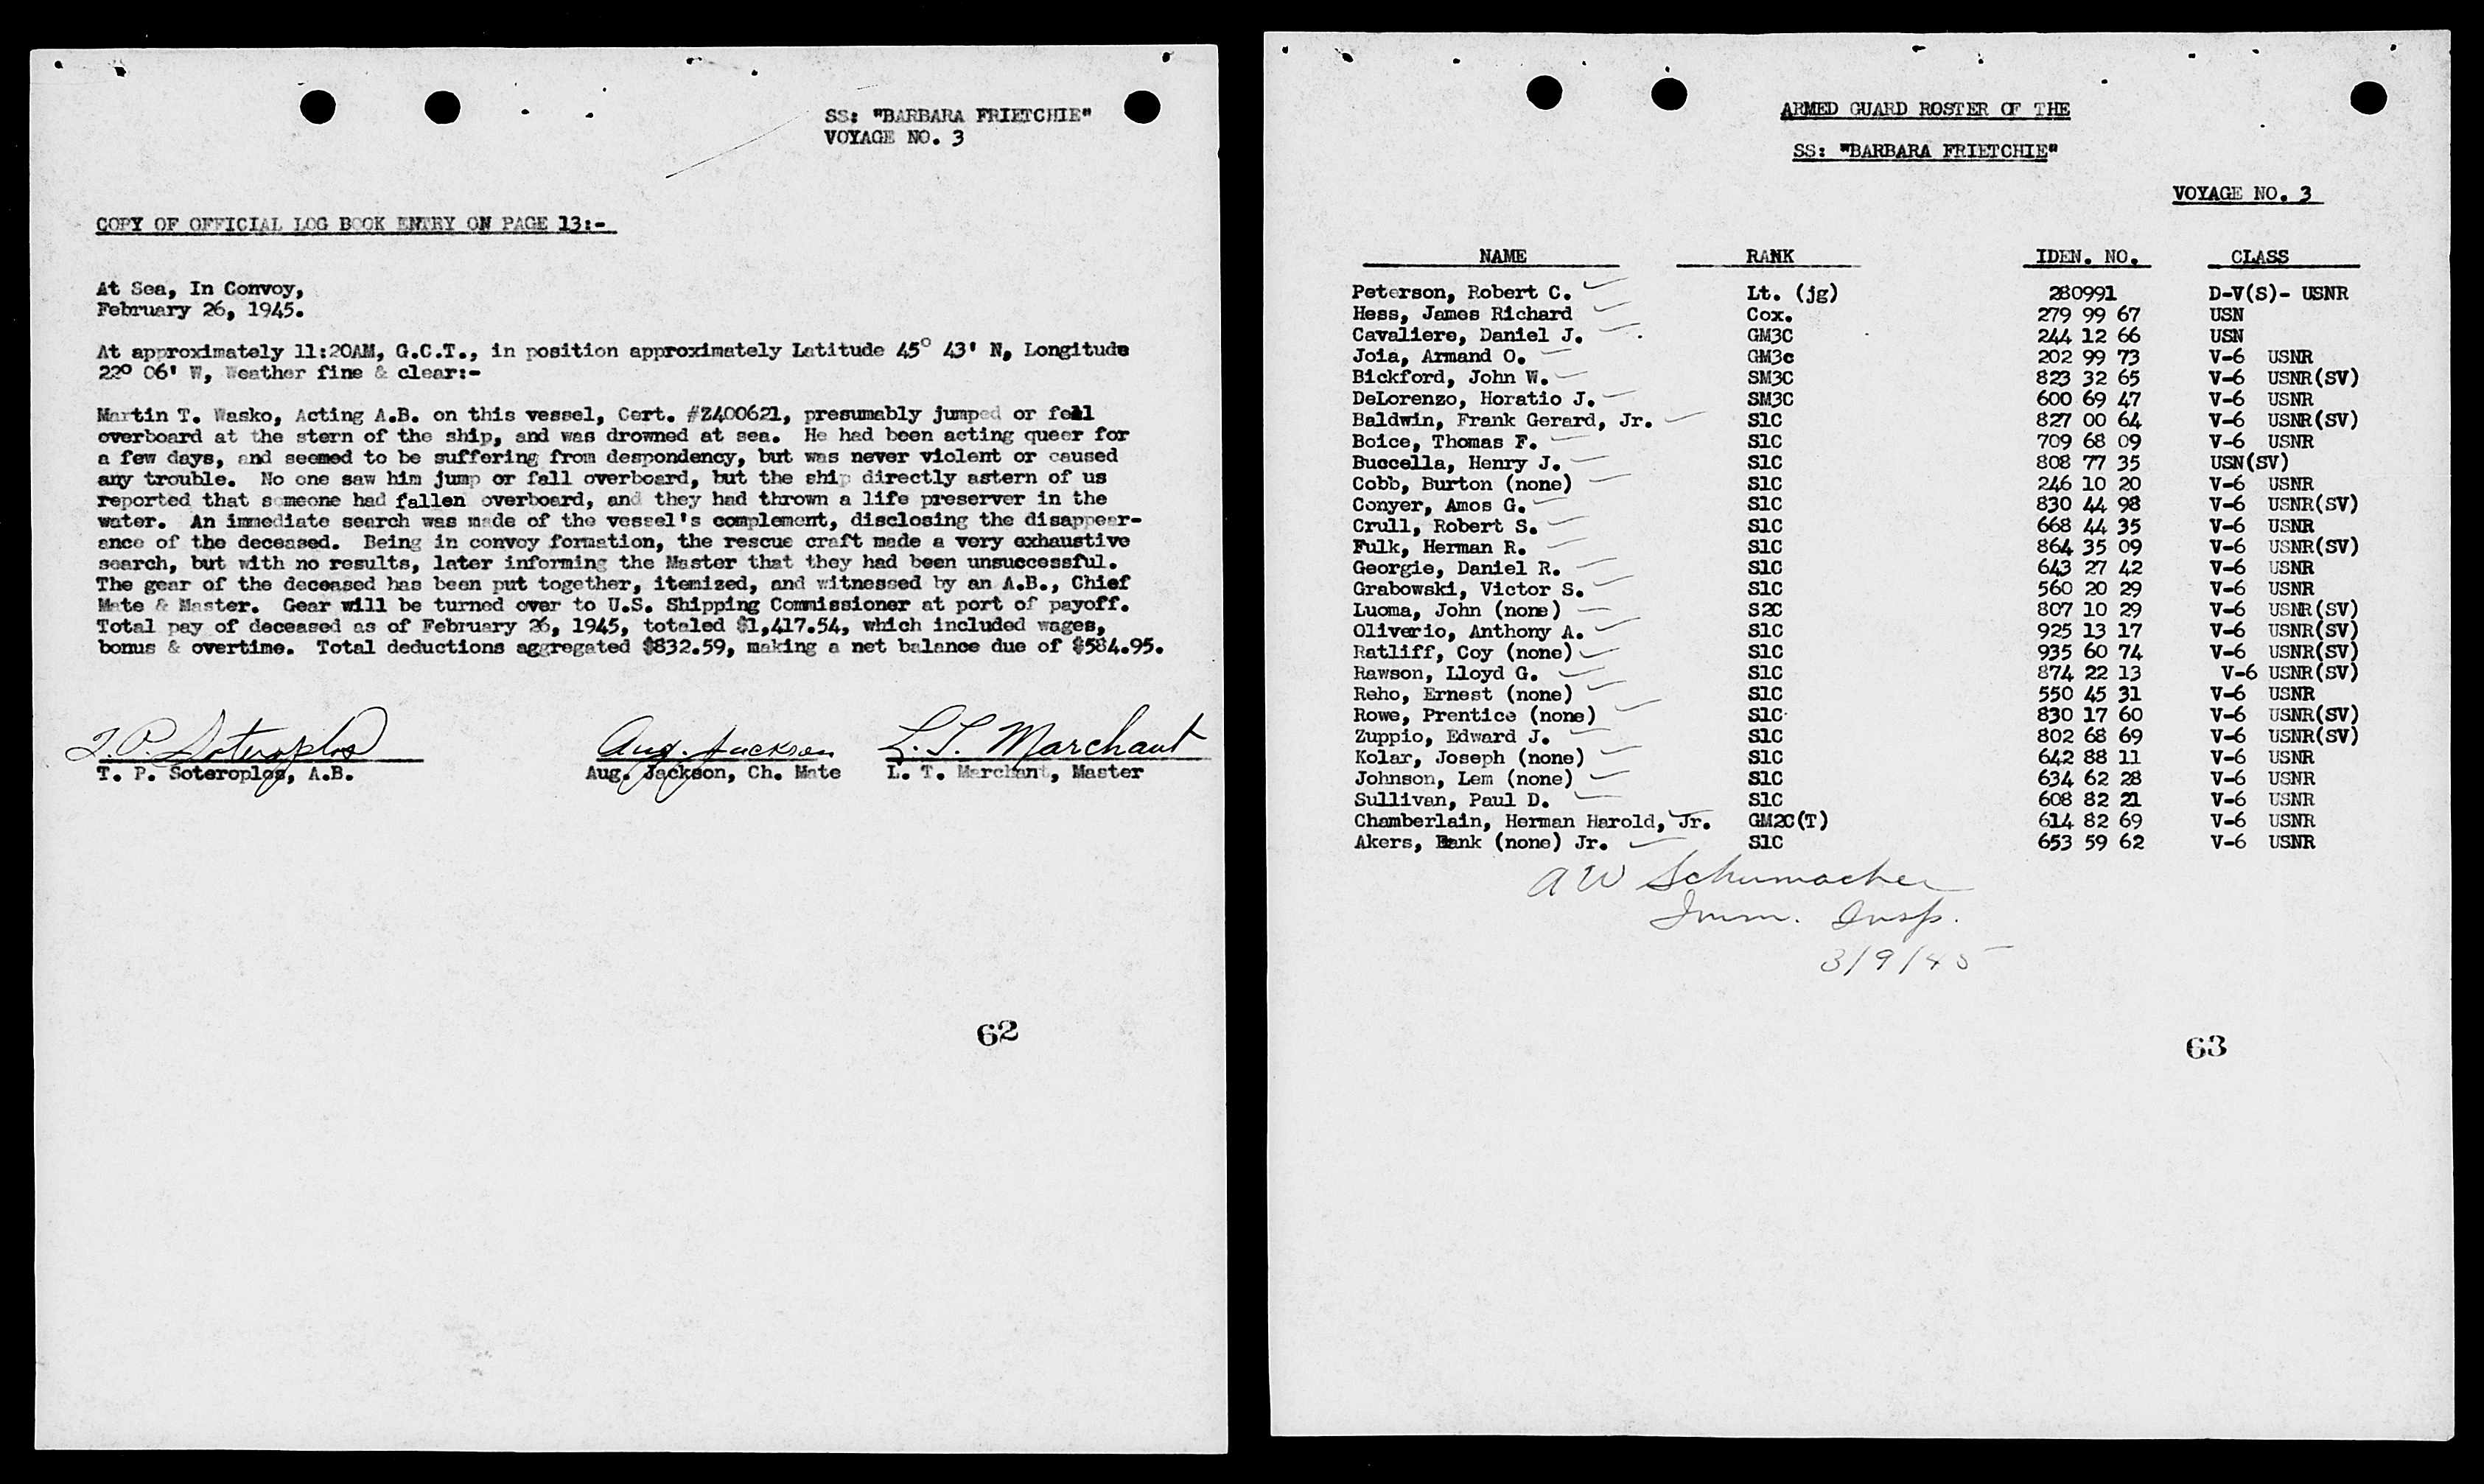 SS: "BARBARA FRIETCHIE"
VOYAGE NO. 3
COPY OF OFFICIAL LOG BOOK ENTRY ON PAGE 13:-
At Sea, In Convoy,
February 26, 1945.
At approximately 11:20AM, G.C.T., in position approximately Latitude 45° 43' N, Longitude
22° 06' W, Weather fine & clear:-
Martin T. Wasko, Acting A.B. on this vessel, Cert. #Z400621, presumably jumped or fell
overboard at the stern of the ship, and was drowned at sea. He had been acting queer for
a few days, and seemed to be suffering from despondency, but was never violent or caused
any trouble. No one saw him jump or fall overboard, but the ship directly astern of us
reported that someone had fallen overboard, and they had thrown a life preserver in the
water. An immediate search was made of the vessel's complement, disclosing the disappear-
ance of the deceased. Being in convoy formation, the rescue craft made a very exhaustive
search, but with no results, later informing the Master that they had been unsuccessful.
The gear of the deceased has been put together, itemized, and witnessed by an A.B., Chief
Mate & Master. Gear will be turned over to U.S. Shipping Commissioner at port of payoff.
Total pay of deceased as of February 26, 1945, totaled $1,417.54, which included wages,
bonus & overtime. Total deductions aggregated $832.59, making a net balance due of $584.95.
T. P. Soteroplos Aug. Jackson L. T. Marchant
T. P. Soteroplos, A.B. Aug. Jackson, Ch. Mate L. T. Merchant, Master
62
ARMED GUARD ROSTER OF THE
SS: "BARBARA FRIETCHIE"
VOYAGE NO. 3
NAME RANK IDEN. NO. CLASS
Peterson, Robert C. Lt. (jg) 280991 D-V(S)- USNR
Hess, James Richard Cox. 279 99 67 USN
Cavaliere, Daniel J. GM3C 244 12 66 USN
Joia, Armand O. GM3c 202 99 73 V-6 USNR
Bickford, John W. SM3C 823 32 65 V-6 USNR(SV)
DeLorenzo, Horatio J. SM3C 600 69 47 V-6 USNR
Baldwin, Frank Gerard, Jr. S1C 827 00 64 V-6 USNR(SV)
Boice, Thomas F. S1C 709 68 09 V-6 USNR
Buccella, Henry J. S1C 808 77 35 USN(SV)
Cobb, Burton (none) S1C 246 10 20 V-6 USNR
Conyer, Amos G. S1C 830 44 98 V-6 USNR(SV)
Crull, Robert S. S1C 668 44 35 V-6 USNR
Fulk, Herman R. S1C 864 35 09 V-6 USNR(SV)
Georgie, Daniel R. S1C 643 27 42 V-6 USNR
Grabowski, Victor S. S1C 560 20 29 V-6 USNR
Luoma, John (none) S2C 807 10 29 V-6 USNR(SV)
Oliverio, Anthony A. S1C 925 13 17 V-6 USNR(SV)
Ratliff, Coy (none) S1C 935 60 74 V-6 USNR(SV)
Rawson, Lloyd G. S1C 874 22 13 V-6 USNR(SV)
Reho, Ernest (none) S1C 550 45 31 V-6 USNR
Rowe, Prentice (none) S1C 830 17 60 V-6 USNR(SV)
Zuppio, Edward J. S1C 802 68 69 V-6 USNR(SV)
Kolar, Joseph (none) S1C 642 88 11 V-6 USNR
Johnson, Lem (none) S1C 634 62 28 V-6 USNR
Sullivan, Paul D. S1C 608 82 21 V-6 USNR
Chamberlain, Herman Harold, Jr. GM2C(T) 614 82 69 V-6 USNR
Akers, (none) Jr. S1C 653 59 62 V-6 USNR
A W Schumacher
Imm. Insp.
3/9/45
63